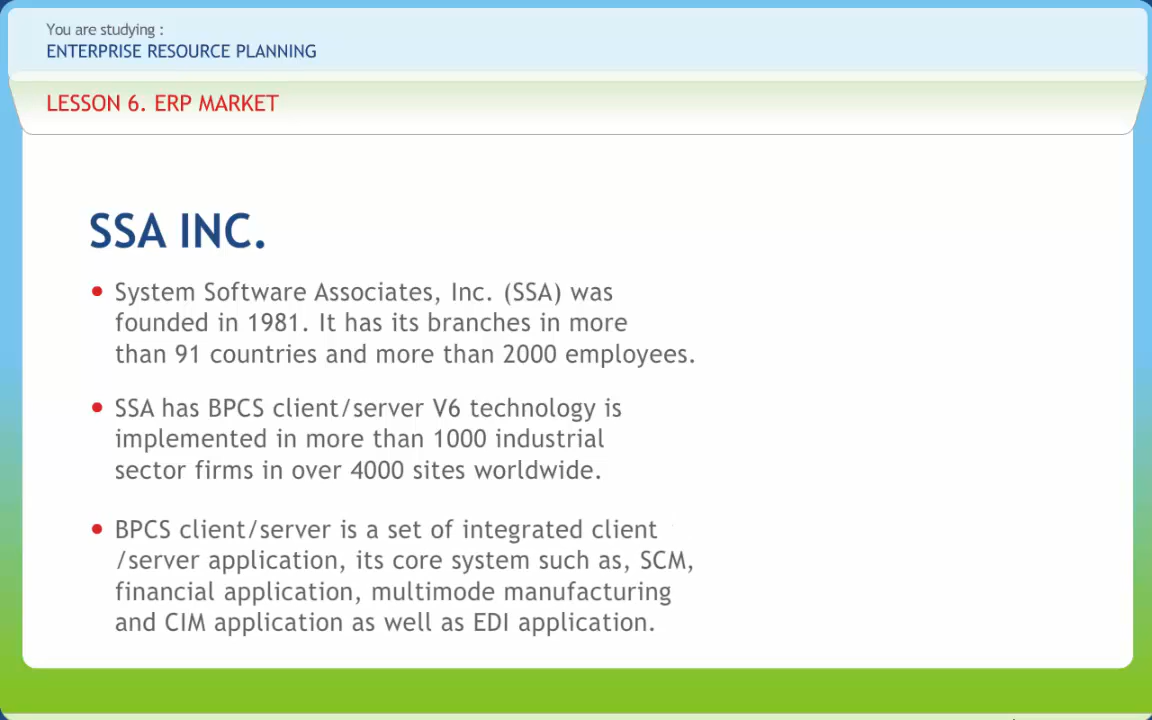 You are studying :
ENTERPRISE RESOURCE PLANNING
LESSON 6. ERP MARKET
SSA INC.
• System Software Associates, Inc. (SSA) was
founded in 1981. It has its branches in more
than 91 countries and more than 2000 employees.
• SSA has BPCS client/server V6 technology is
implemented in more than 1000 industrial
sector firms in over 4000 sites worldwide.
• BPCS client/server is a set of integrated client
/server application, its core system such as, SCM,
financial application, multimode manufacturing
and CIM application as well as EDI application.